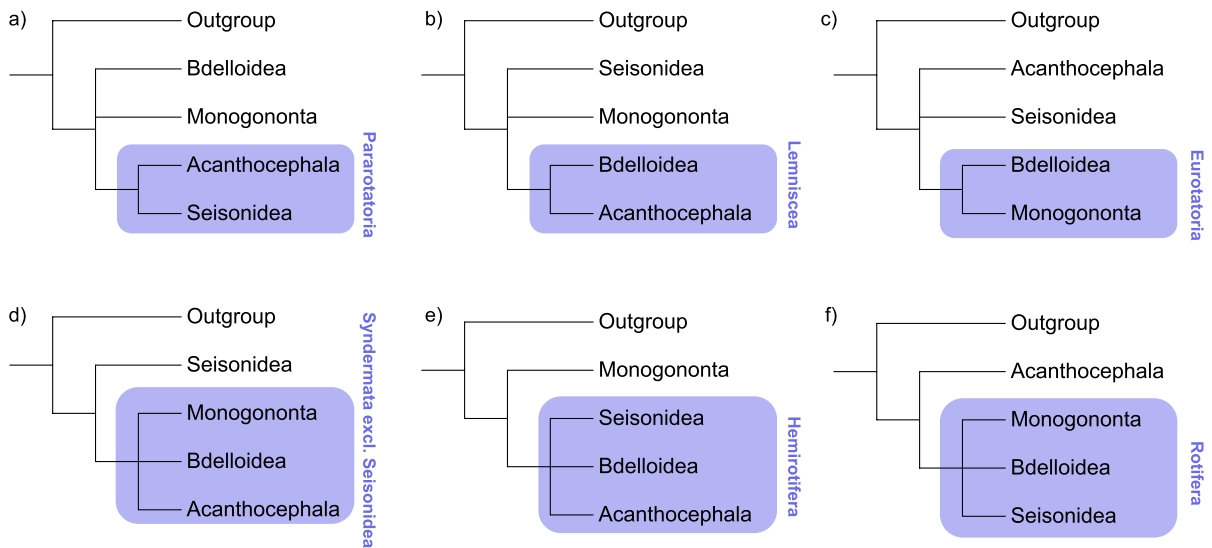 a)
Outgroup
Bdelloidea
Monogononta
Acanthocephala
Seisonidea
Pararotatoria
b)
Outgroup
Seisonidea
Monogononta
Bdelloidea
Acanthocephala
Lemniscea
c)
Outgroup
Acanthocephala
Seisonidea
Bdelloidea
Monogononta
Eurotatoria
d)
Outgroup
Seisonidea
Monogononta
Bdelloidea
Acanthocephala
Syndermata excl. Seisonidea
e)
Outgroup
Monogononta
Seisonidea
Bdelloidea
Acanthocephala
Hemirotifera
f)
Outgroup
Acanthocephala
Monogononta
Bdelloidea
Seisonidea
Rotifera